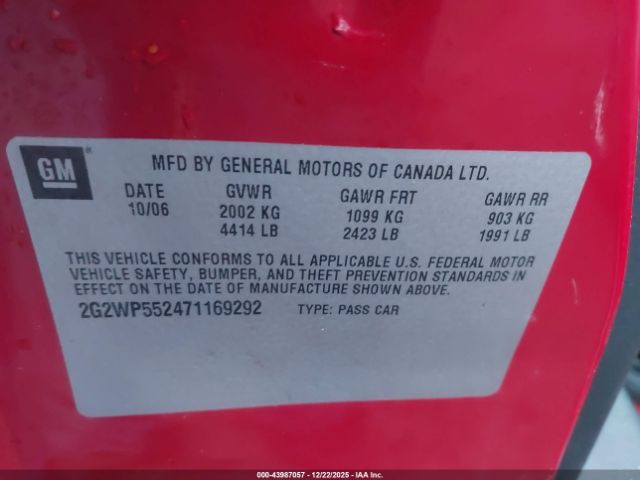 GM
MFD BY GENERAL MOTORS OF CANADA LTD.
DATE GVWR GAWR FRT GAWR RR
10/06 2002 KG 1099 KG 903 KG
4414 LB 2423 LB 1991 LB
THIS VEHICLE CONFORMS TO ALL APPLICABLE U.S. FEDERAL MOTOR
VEHICLE SAFETY, BUMPER, AND THEFT PREVENTION STANDARDS IN
EFFECT ON THE DATE OF MANUFACTURE SHOWN ABOVE.
2G2WP552471169292 TYPE: PASS CAR
000-43987057 - 12/22/2025 - IAA Inc.